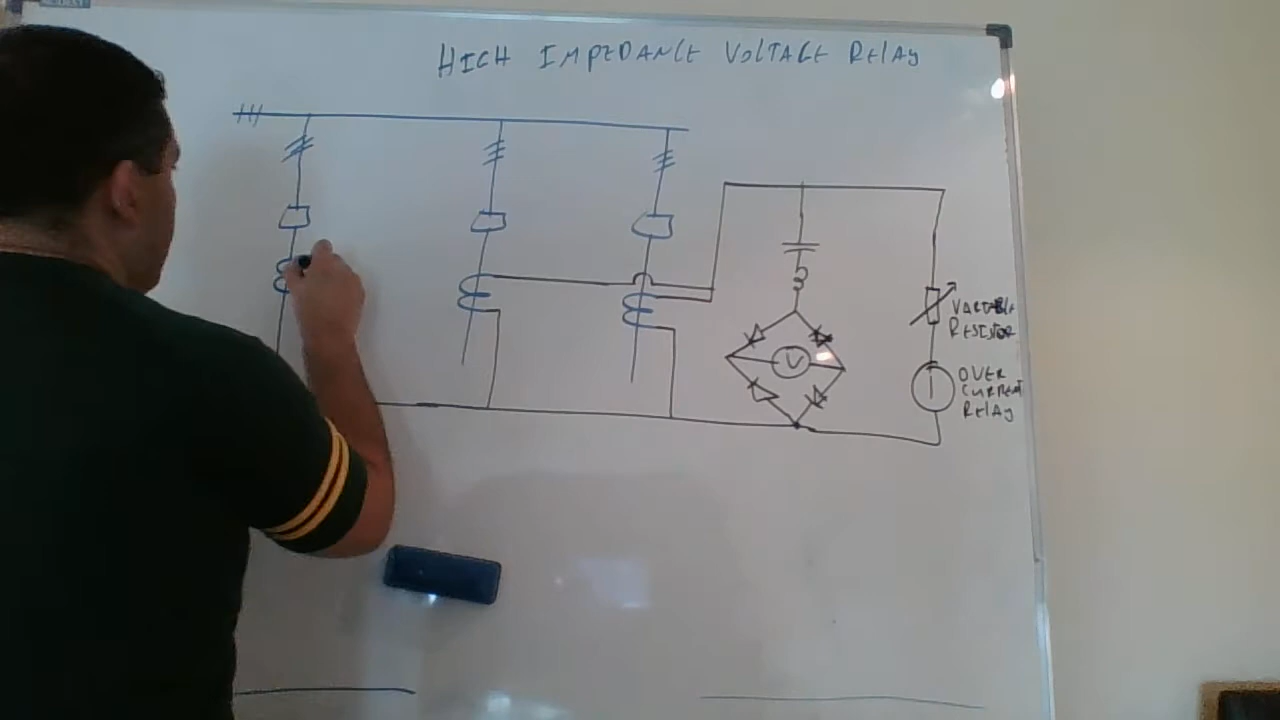 HIGH IMPEDANCE VOLTAGE RELAY
VARIABLE
RESISTOR
V
OVER
CURRENT
RELAY
I